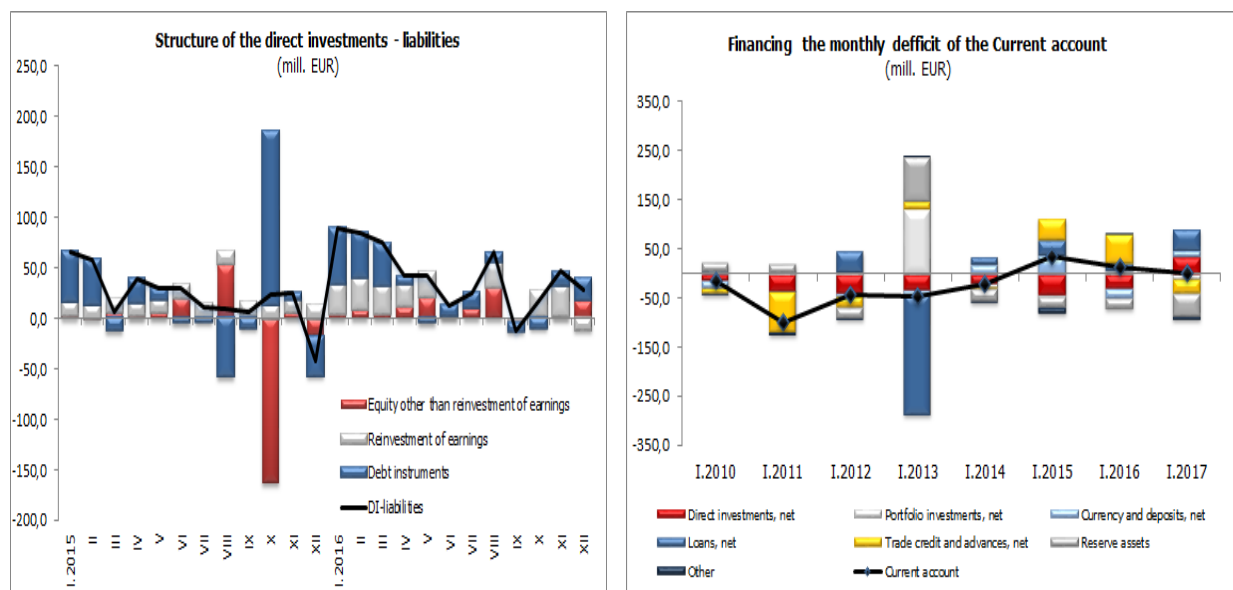 Structure of the direct investments - liabilities
(mill. EUR)
250,0
200,0
150,0
100,0
50,0
0,0
-50,0
-100,0
-150,0
-200,0
Equity other than reinvestment of earnings
Reinvestment of earnings
Debt instruments
DI-liabilities
I. 2015 II III IV V VI VII VIII IX X XI XII I. 2016 II III IV V VI VII VIII IX X XI XII
Financing the monthly defficit of the Current account
(mill. EUR)
350,0
250,0
150,0
50,0
-50,0
-150,0
-250,0
-350,0
I.2010 I.2011 I.2012 I.2013 I.2014 I.2015 I.2016 I.2017
Direct investments, net Portfolio investments, net Currency and deposits, net
Loans, net Trade credit and advances, net Reserve assets
Other Current account